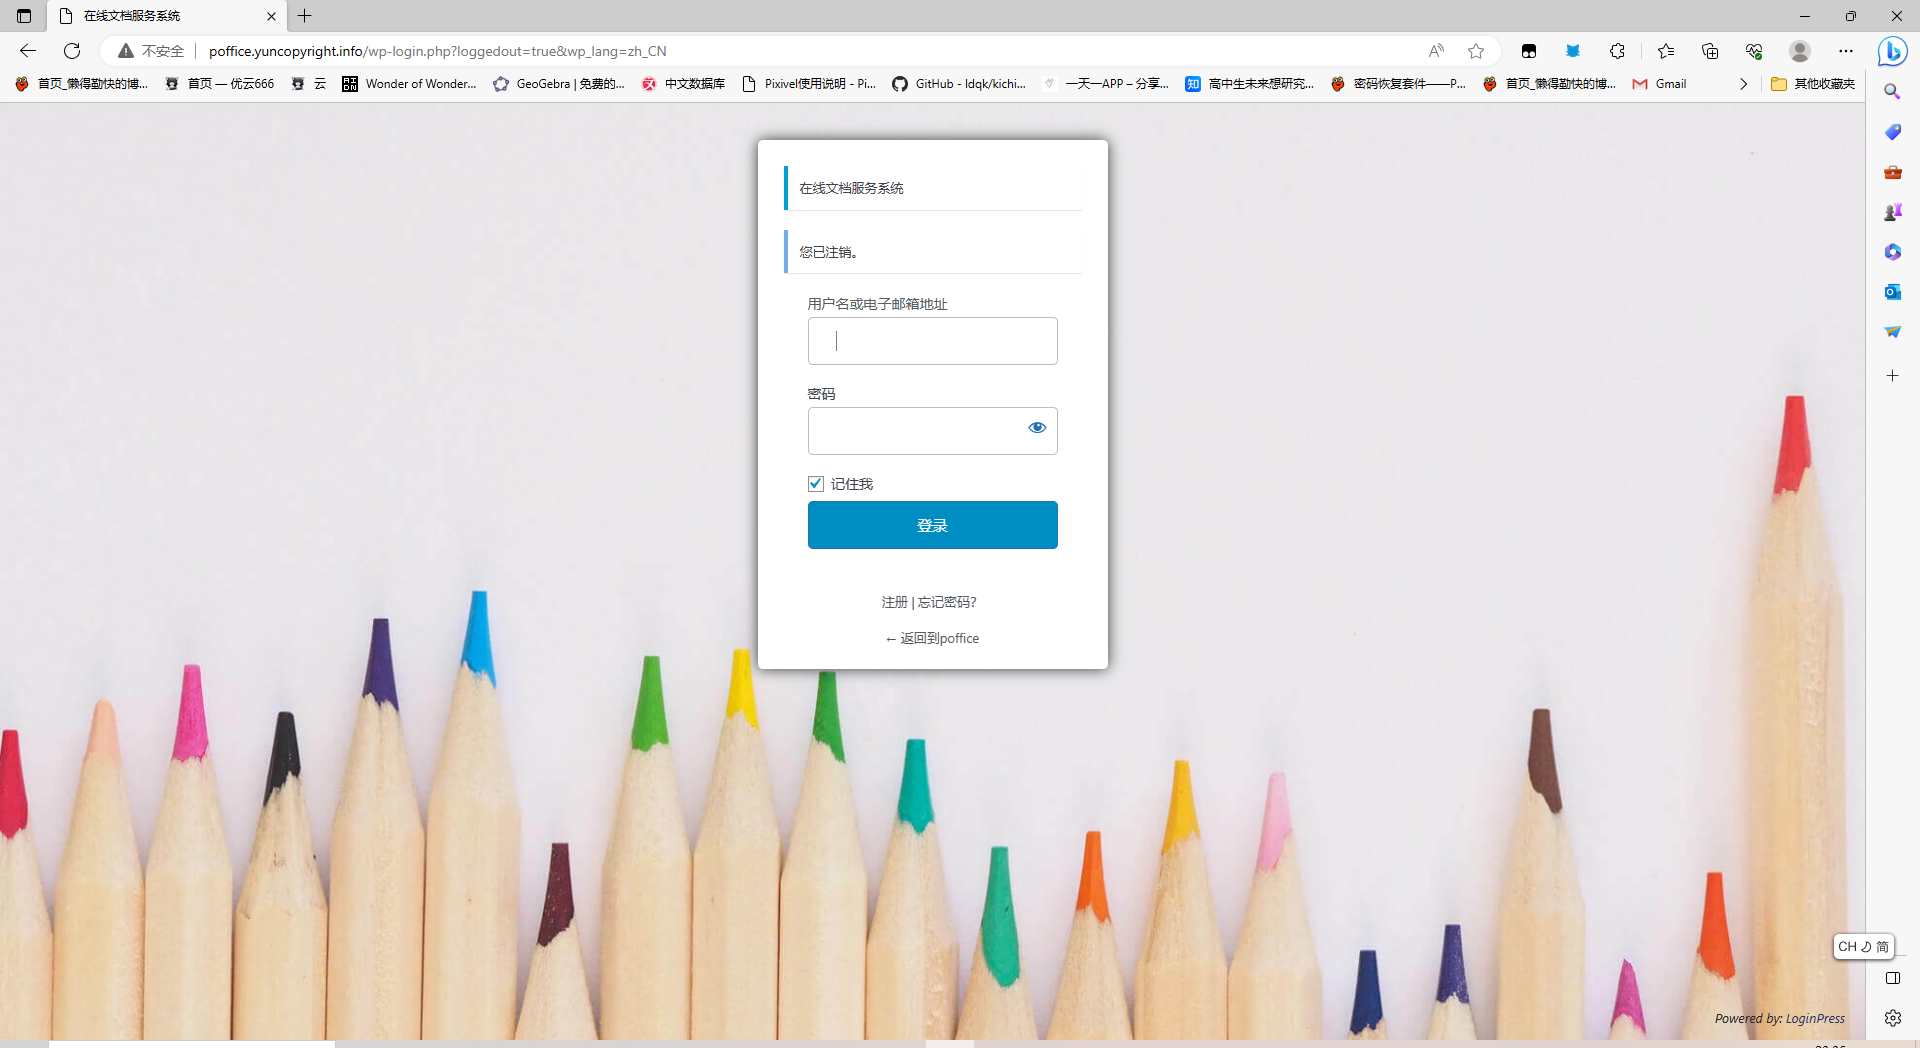 在线文档服务系统
不安全 poffice.yuncopyright.info/wp-login.php?loggedout=true&wp_lang=zh_CN
首页_懒得勤快的博... 首页 — 优云666 云 Wonder of Wonder... GeoGebra | 免费的... 中文数据库 Pixivel使用说明 - Pi... GitHub - ldqk/kichi... 一天一APP – 分享... 高中生未来想研究... 密码恢复套件——P... 首页_懒得勤快的博... Gmail 其他收藏夹
在线文档服务系统
您已注销。
用户名或电子邮箱地址
密码
记住我
登录
注册 | 忘记密码?
← 返回到poffice
CH 简
Powered by: LoginPress